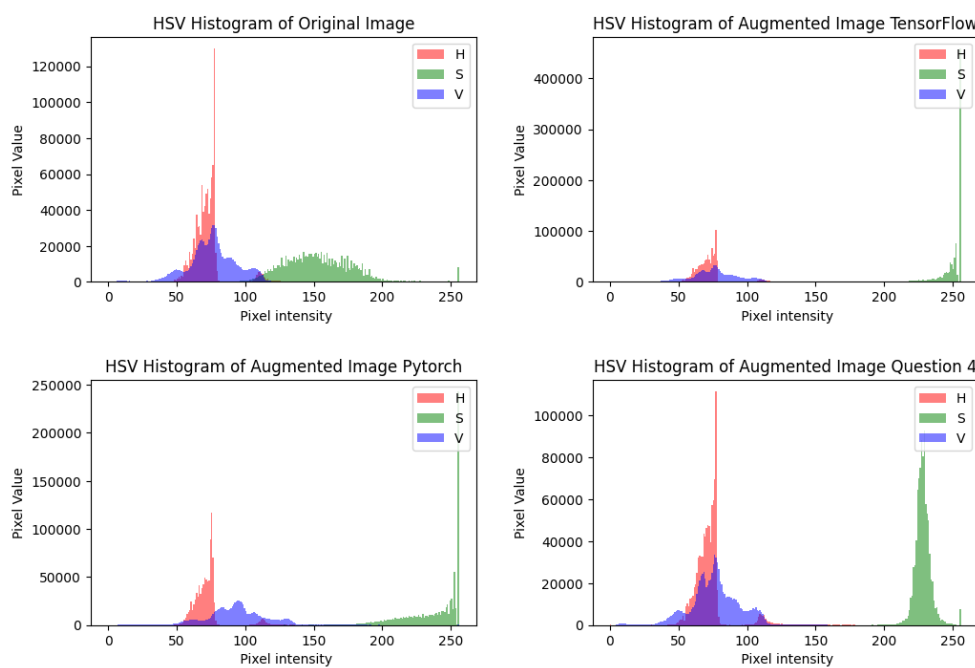 HSV Histogram of Original Image
Pixel Value
120000
100000
80000
60000
40000
20000
0
0 50 100 150 200 250
Pixel intensity
H
S
V
HSV Histogram of Augmented Image TensorFlow
Pixel Value
400000
300000
200000
100000
0
0 50 100 150 200 250
Pixel intensity
H
S
V
HSV Histogram of Augmented Image Pytorch
Pixel Value
250000
200000
150000
100000
50000
0
0 50 100 150 200 250
Pixel intensity
H
S
V
HSV Histogram of Augmented Image Question 4
Pixel Value
100000
80000
60000
40000
20000
0
0 50 100 150 200 250
Pixel intensity
H
S
V